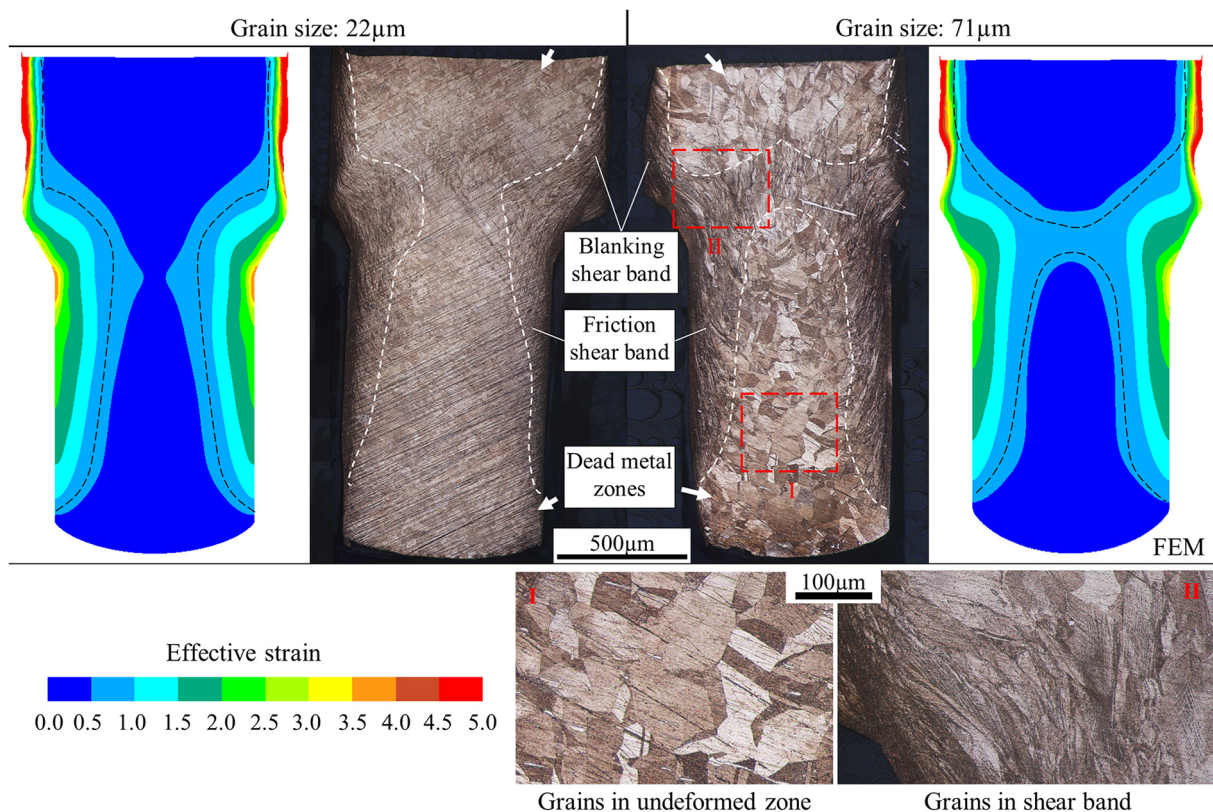 Grain size: 22µm
Grain size: 71µm
Blanking
shear band
II
Friction
shear band
Dead metal
zones
I
500µm
FEM
I
100µm
II
Effective strain
0.0 0.5 1.0 1.5 2.0 2.5 3.0 3.5 4.0 4.5 5.0
Grains in undeformed zone
Grains in shear band